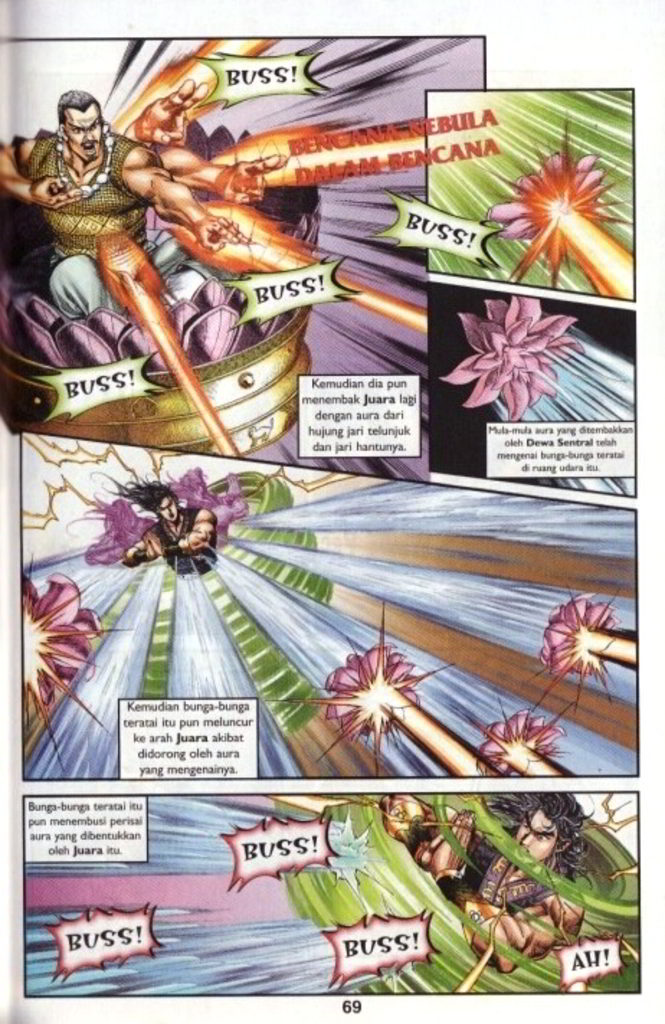 BUSS!
BENCANA NEBULA
DALAM BENCANA
BUSS!
BUSS!
BUSS!
Kemudian dia pun
menembak Juara lagi
dengan aura dari
hujung jari telunjuk
dan jari hantunya.
Mula-mula aura yang ditembakkan
oleh Dewa Sentral telah
mengenai bunga-bunga teratai
di ruang udara itu.
Kemudian bunga-bunga
teratai itu pun meluncur
ke arah Juara akibat
didorong oleh aura
yang mengenainya.
Bunga-bunga teratai itu
pun menembusi perisai
aura yang dibentukkan
oleh Juara itu.
BUSS!
BUSS!
BUSS!
AH!
69